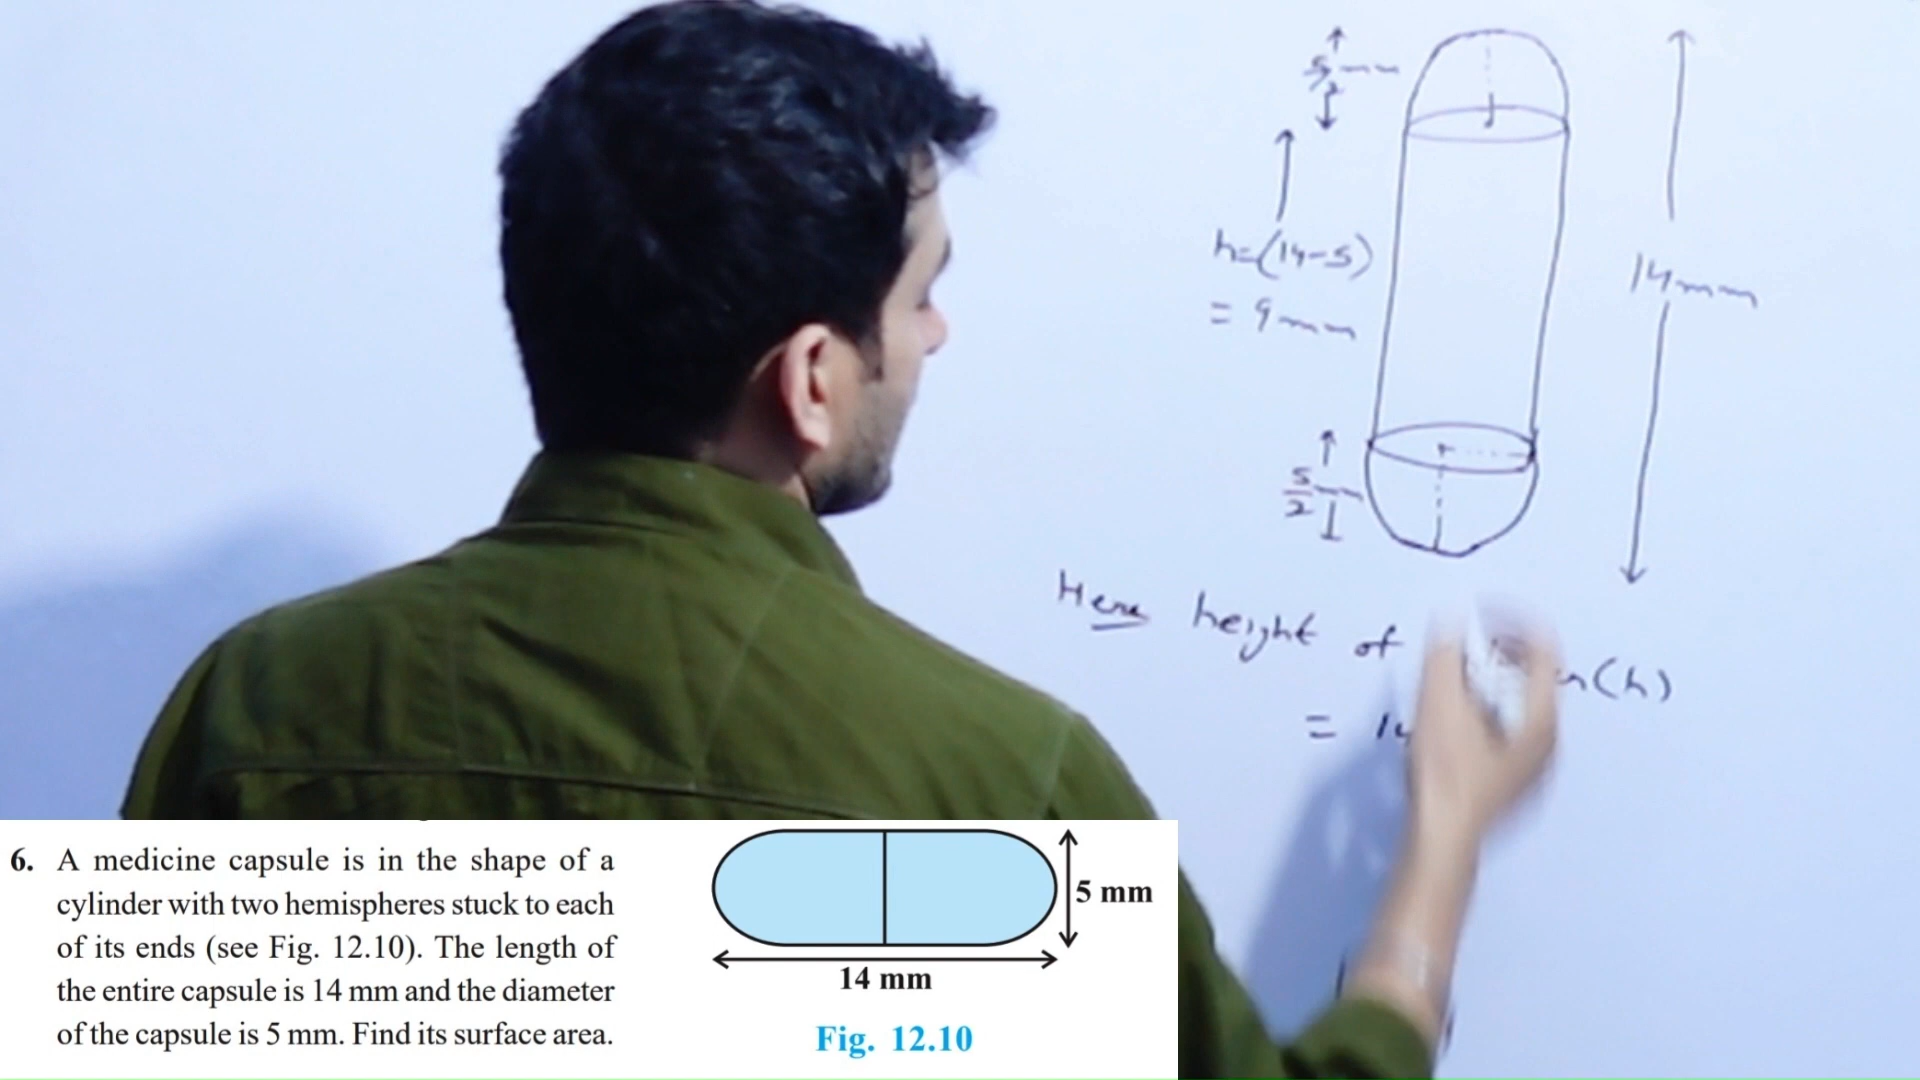 5/2 mm
h=(14-5)
= 9mm
14mm
5/2 mm
Here height of
(h)
= 14
6. A medicine capsule is in the shape of a
cylinder with two hemispheres stuck to each
of its ends (see Fig. 12.10). The length of
the entire capsule is 14 mm and the diameter
of the capsule is 5 mm. Find its surface area.
5 mm
14 mm
Fig. 12.10